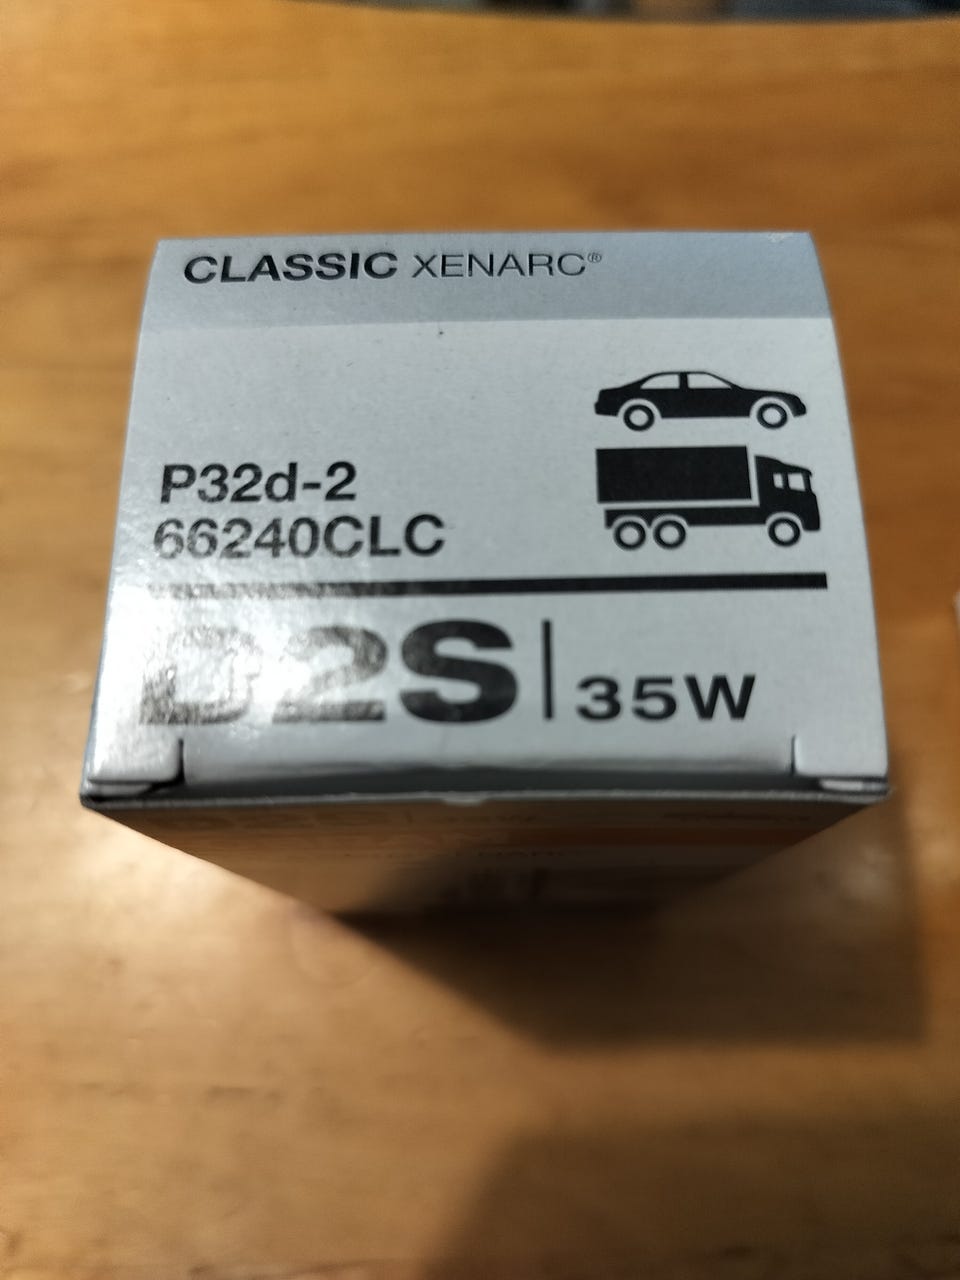 CLASSIC XENARC®
P32d-2
66240CLC
D2S | 35W